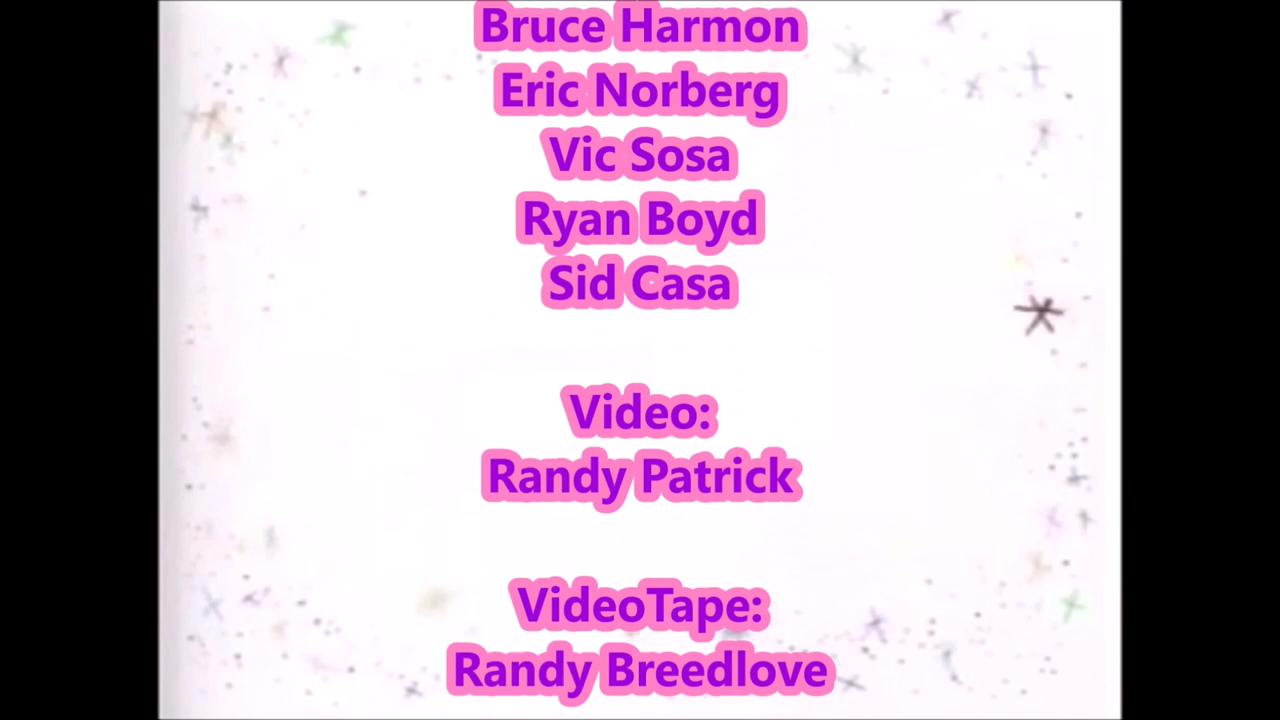 Bruce Harmon
Eric Norberg
Vic Sosa
Ryan Boyd
Sid Casa
Video:
Randy Patrick
VideoTape:
Randy Breedlove